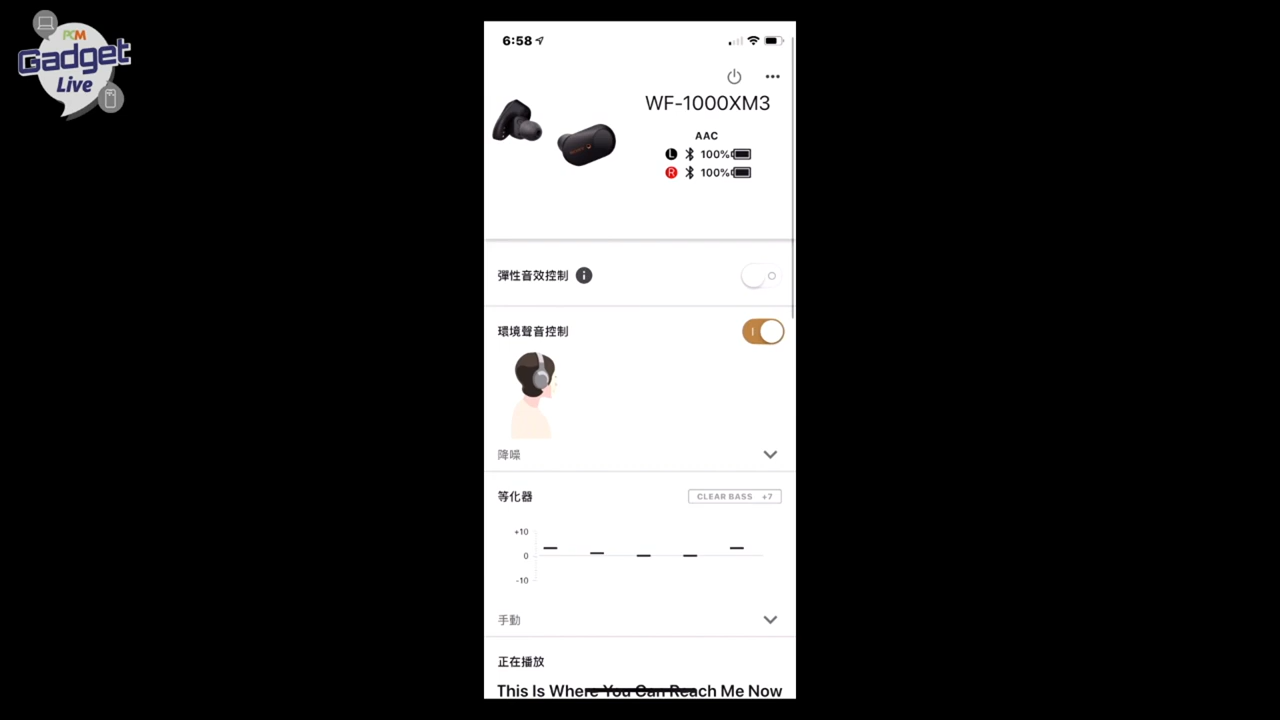 PCM
Gadget
Live
6:58
WF-1000XM3
AAC
L 100%
R 100%
彈性音效控制
環境聲音控制
降噪
等化器
CLEAR BASS +7
+10
0
-10
手動
正在播放
This Is Where You Can Reach Me Now